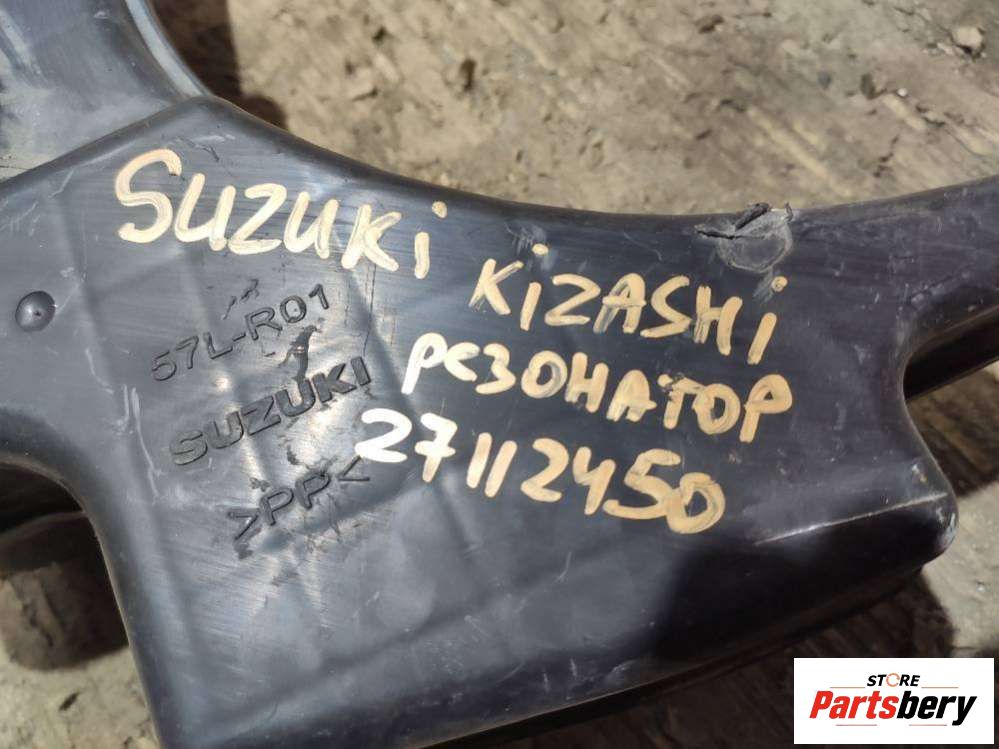 SUZUKi
KiZASHi
РЕЗОНАТОР
27112450
57L-R01
SUZUKI
>PP<
STORE
Partsbery